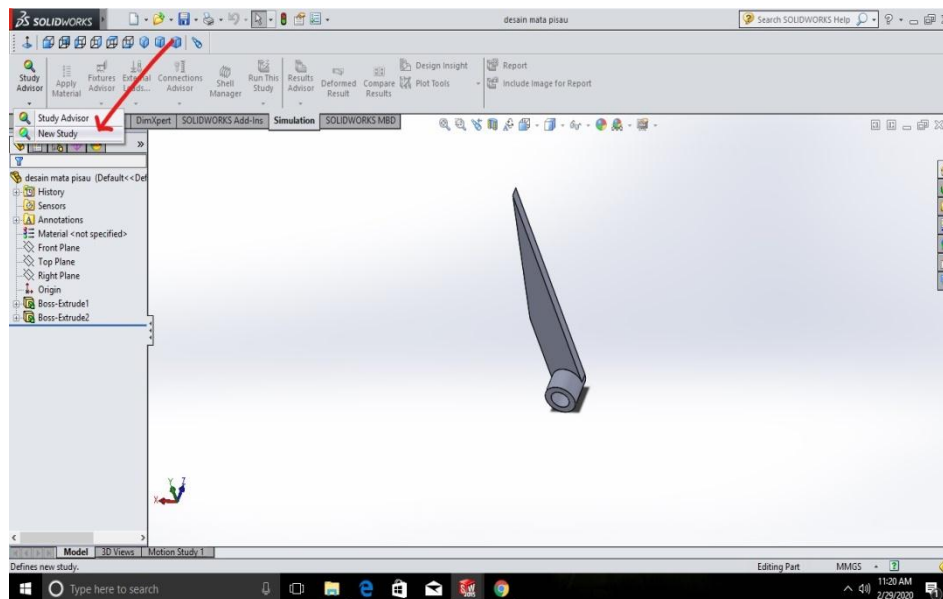 SOLIDWORKS
desain mata pisau
Search SOLIDWORKS Help
Study Advisor
Apply Material
Fixtures Advisor
External Loads...
Connections Advisor
Shell Manager
Run This Study
Results Advisor
Deformed Result
Compare Results
Design Insight
Plot Tools
Report
Include Image for Report
Study Advisor
New Study
DimXpert
SOLIDWORKS Add-Ins
Simulation
SOLIDWORKS MBD
desain mata pisau (Default<<Def
History
Sensors
Annotations
Material <not specified>
Front Plane
Top Plane
Right Plane
Origin
Boss-Extrude1
Boss-Extrude2
Y
Z
X
Model
3D Views
Motion Study 1
Defines new study.
Editing Part
MMGS
Type here to search
11:20 AM
2/29/2020